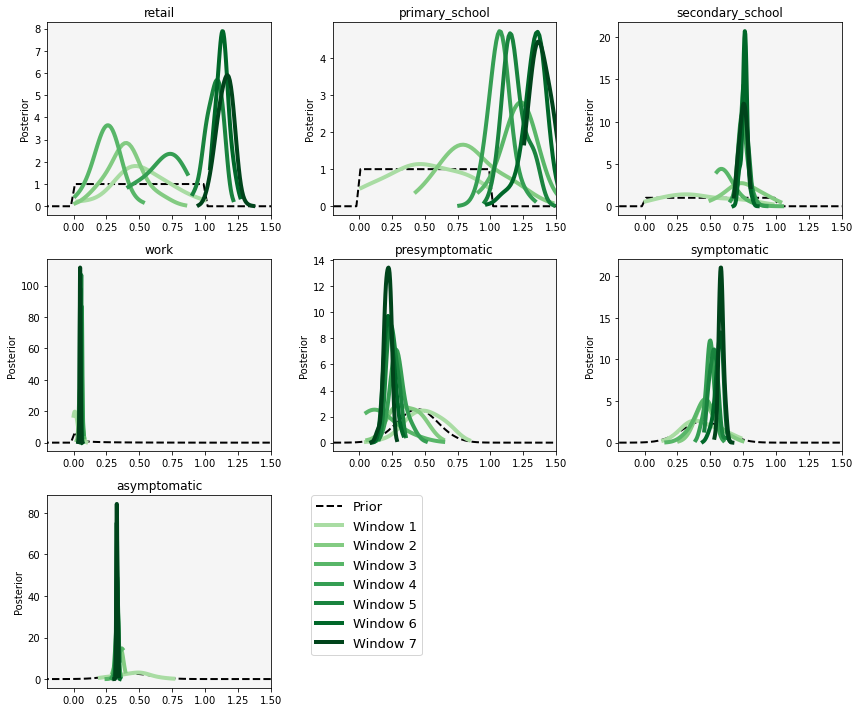 retail
Posterior
8
7
6
5
4
3
2
1
0
0.00 0.25 0.50 0.75 1.00 1.25 1.50
primary_school
Posterior
4
3
2
1
0
0.00 0.25 0.50 0.75 1.00 1.25 1.50
secondary_school
Posterior
20
15
10
5
0
0.00 0.25 0.50 0.75 1.00 1.25 1.50
work
Posterior
100
80
60
40
20
0
0.00 0.25 0.50 0.75 1.00 1.25 1.50
presymptomatic
Posterior
14
12
10
8
6
4
2
0
0.00 0.25 0.50 0.75 1.00 1.25 1.50
symptomatic
Posterior
20
15
10
5
0
0.00 0.25 0.50 0.75 1.00 1.25 1.50
asymptomatic
Posterior
80
60
40
20
0
0.00 0.25 0.50 0.75 1.00 1.25 1.50
Prior
Window 1
Window 2
Window 3
Window 4
Window 5
Window 6
Window 7